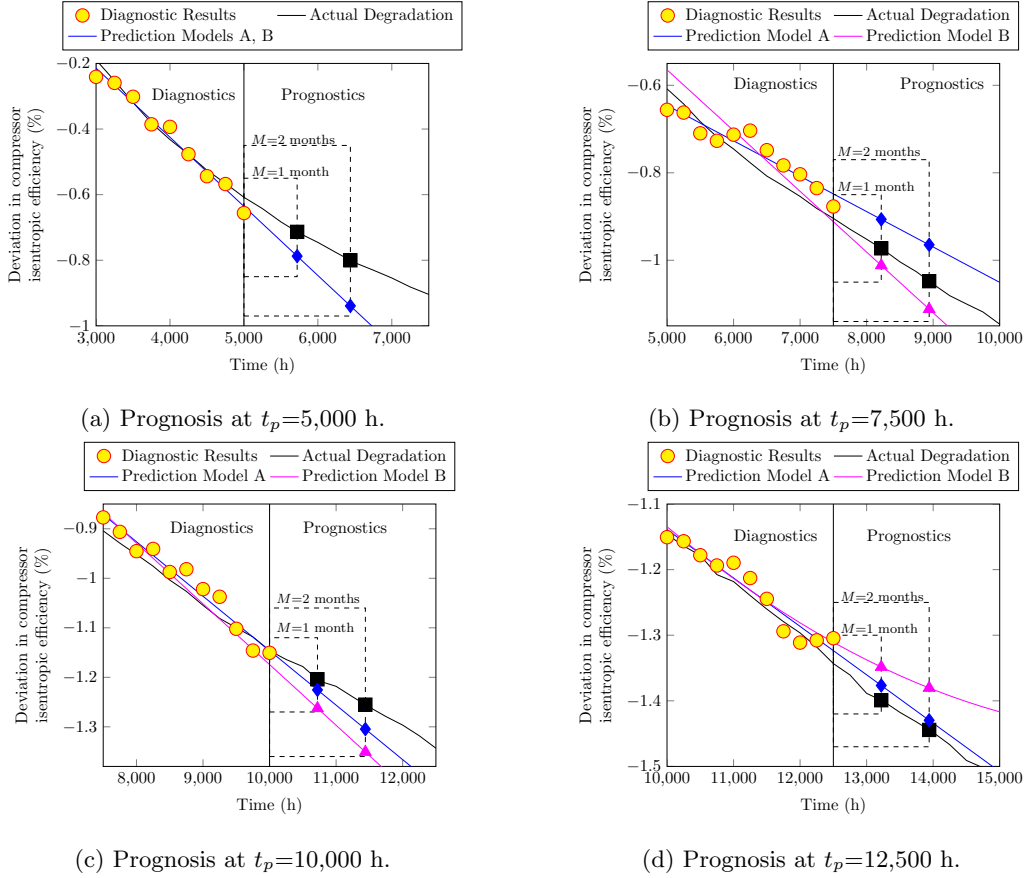 Diagnostic Results Actual Degradation
Prediction Models A, B
−0.2
−0.4
−0.6
−0.8
−1
Deviation in compressor
isentropic efficiency (%)
Diagnostics Prognostics
M=2 months
M=1 month
3,000 4,000 5,000 6,000 7,000
Time (h)
(a) Prognosis at tp=5,000 h.
Diagnostic Results Actual Degradation
Prediction Model A Prediction Model B
−0.6
−0.8
−1
Deviation in compressor
isentropic efficiency (%)
Diagnostics Prognostics
M=2 months
M=1 month
5,000 6,000 7,000 8,000 9,000 10,000
Time (h)
(b) Prognosis at tp=7,500 h.
Diagnostic Results Actual Degradation
Prediction Model A Prediction Model B
−0.9
−1
−1.1
−1.2
−1.3
Deviation in compressor
isentropic efficiency (%)
Diagnostics Prognostics
M=2 months
M=1 month
8,000 9,000 10,000 11,000 12,000
Time (h)
(c) Prognosis at tp=10,000 h.
Diagnostic Results Actual Degradation
Prediction Model A Prediction Model B
−1.1
−1.2
−1.3
−1.4
−1.5
Deviation in compressor
isentropic efficiency (%)
Diagnostics Prognostics
M=2 months
M=1 month
10,000 11,000 12,000 13,000 14,000 15,000
Time (h)
(d) Prognosis at tp=12,500 h.